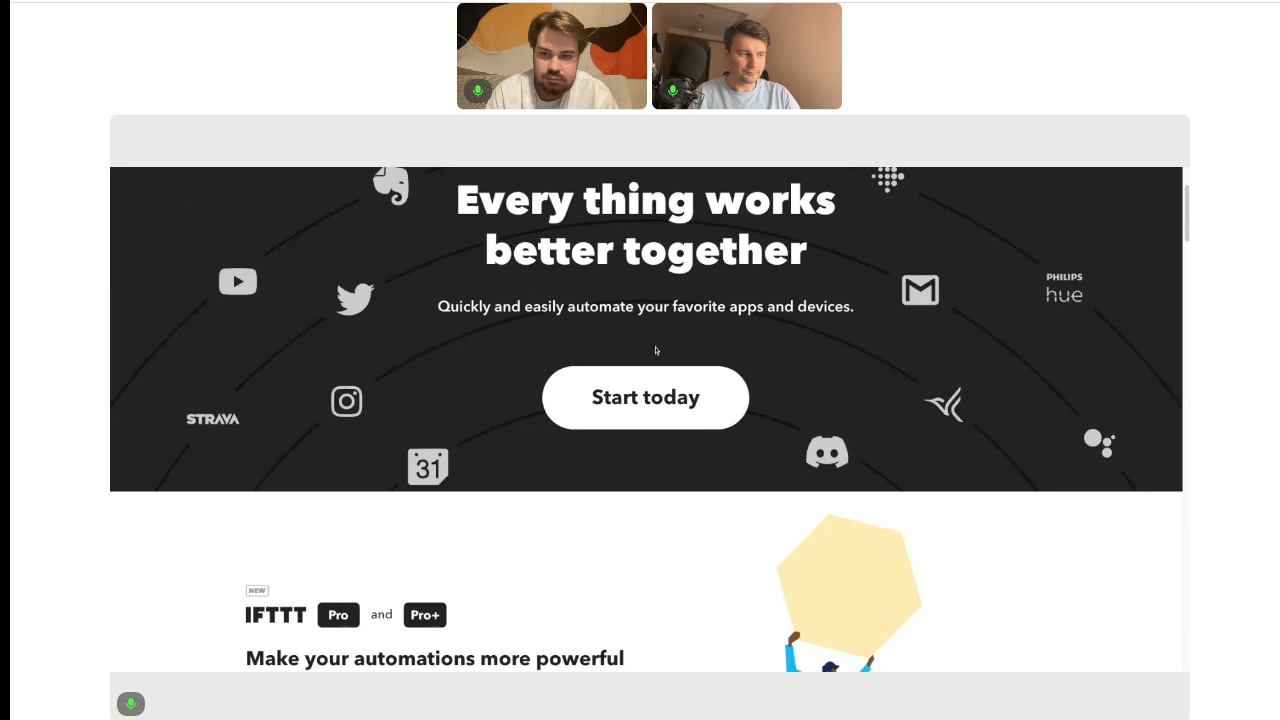 Every thing works
better together
Quickly and easily automate your favorite apps and devices.
PHILIPS
hue
Start today
STRAVA
31
NEW
IFTTT Pro and Pro+
Make your automations more powerful